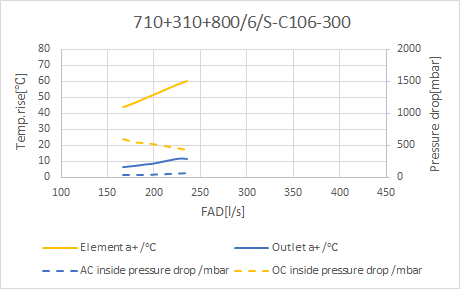 710+310+800/6/S-C106-300
80 2000
70
60 1500
50
40 1000
30
20 500
10
0 0
100 150 200 250 300 350 400 450
Temp.rise[°C]
Pressure drop[mbar]
FAD[l/s]
Element a+ /°C Outlet a+ /°C
AC inside pressure drop /mbar OC inside pressure drop /mbar